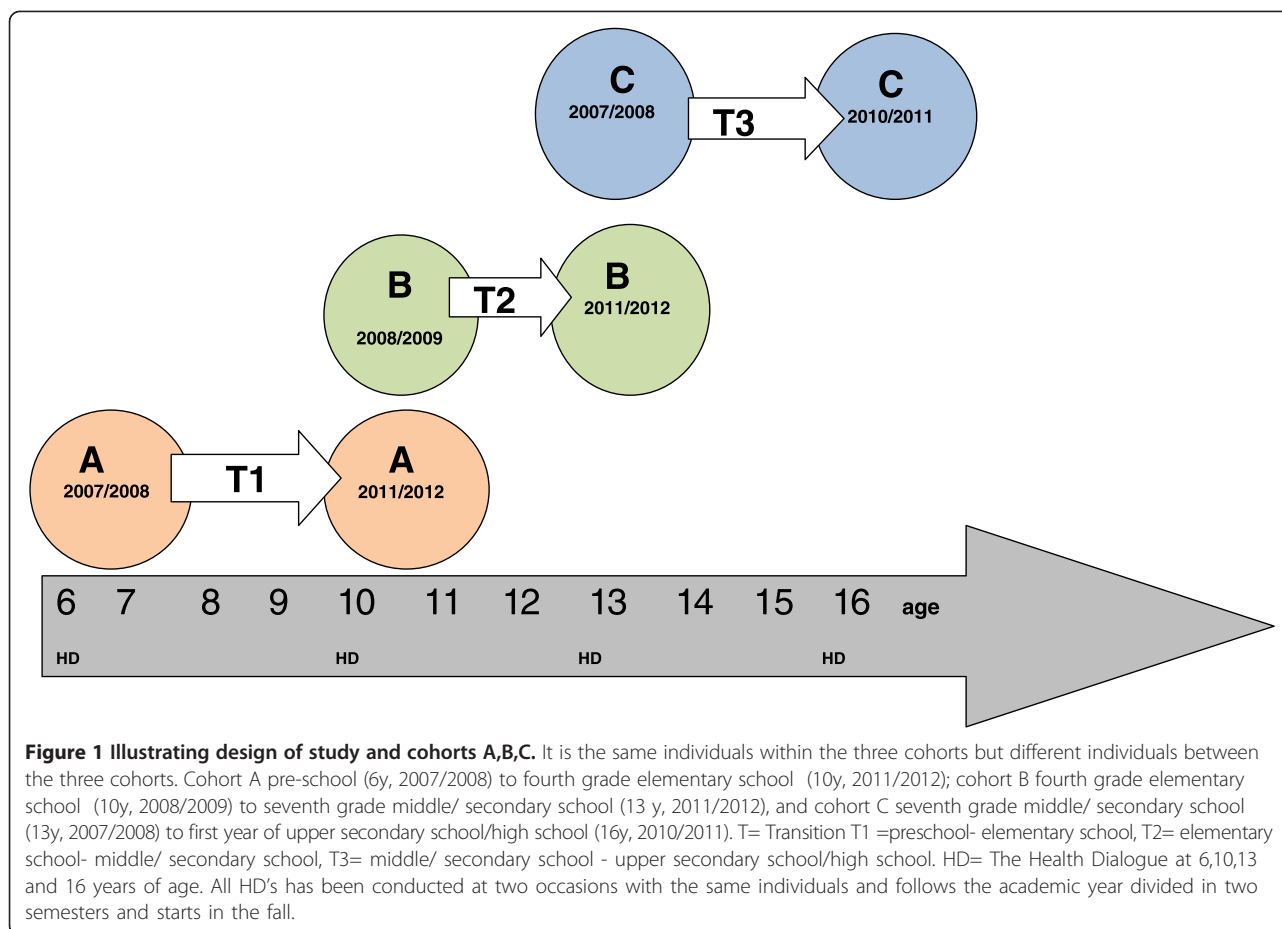 C
2007/2008
T3
C
2010/2011
B
2008/2009
T2
B
2011/2012
A
2007/2008
T1
A
2011/2012
6 7 8 9 10 11 12 13 14 15 16 age
HD HD HD HD
Figure 1 Illustrating design of study and cohorts A,B,C. It is the same individuals within the three cohorts but different individuals between
the three cohorts. Cohort A pre-school (6y, 2007/2008) to fourth grade elementary school (10y, 2011/2012); cohort B fourth grade elementary
school (10y, 2008/2009) to seventh grade middle/ secondary school (13 y, 2011/2012), and cohort C seventh grade middle/ secondary school
(13y, 2007/2008) to first year of upper secondary school/high school (16y, 2010/2011). T= Transition T1 =preschool- elementary school, T2= elementary
school- middle/ secondary school, T3= middle/ secondary school - upper secondary school/high school. HD= The Health Dialogue at 6,10,13
and 16 years of age. All HD's has been conducted at two occasions with the same individuals and follows the academic year divided in two
semesters and starts in the fall.